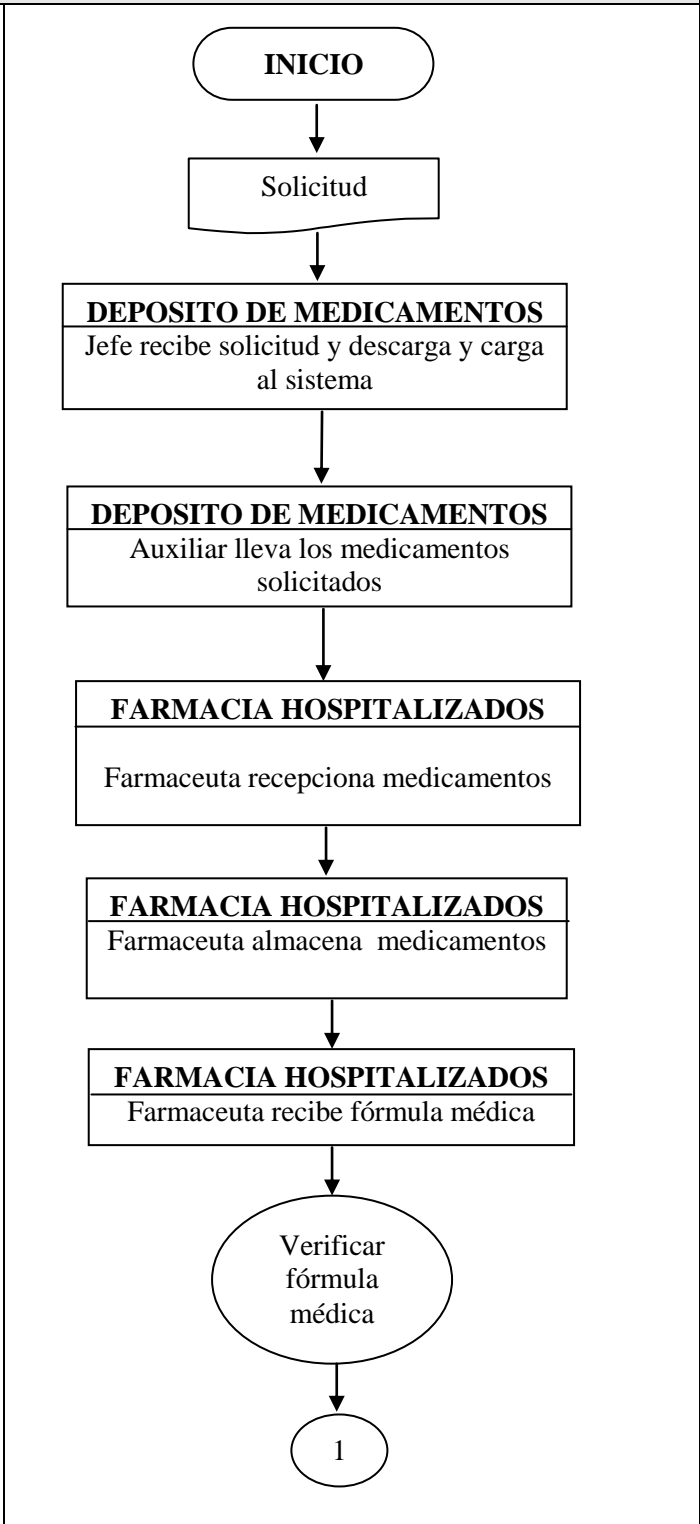 INICIO
Solicitud
DEPOSITO DE MEDICAMENTOS
Jefe recibe solicitud y descarga y carga
al sistema
DEPOSITO DE MEDICAMENTOS
Auxiliar lleva los medicamentos
solicitados
FARMACIA HOSPITALIZADOS
Farmaceuta recepciona medicamentos
FARMACIA HOSPITALIZADOS
Farmaceuta almacena medicamentos
FARMACIA HOSPITALIZADOS
Farmaceuta recibe fórmula médica
Verificar
fórmula
médica
1